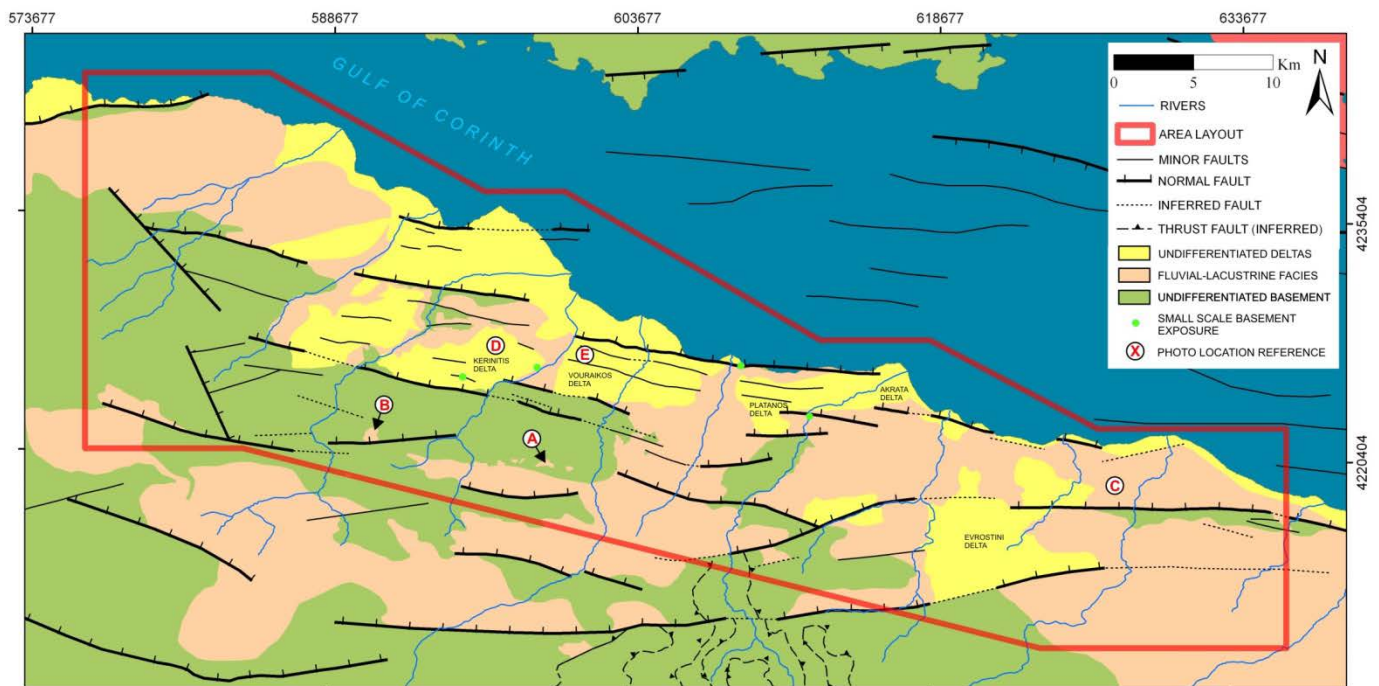 573677
588677
603677
618677
633677
GULF OF CORINTH
N
Km
0 5 10
RIVERS
AREA LAYOUT
MINOR FAULTS
NORMAL FAULT
INFERRED FAULT
THRUST FAULT (INFERRED)
UNDIFFERENTIATED DELTAS
FLUVIAL-LACUSTRINE FACIES
UNDIFFERENTIATED BASEMENT
SMALL SCALE BASEMENT
EXPOSURE
X PHOTO LOCATION REFERENCE
4235404
4220404
D
KERINITIS
DELTA
E
VOURAIKOS
DELTA
B
A
PLATANOS
DELTA
AKRATA
DELTA
C
EVROSTINI
DELTA